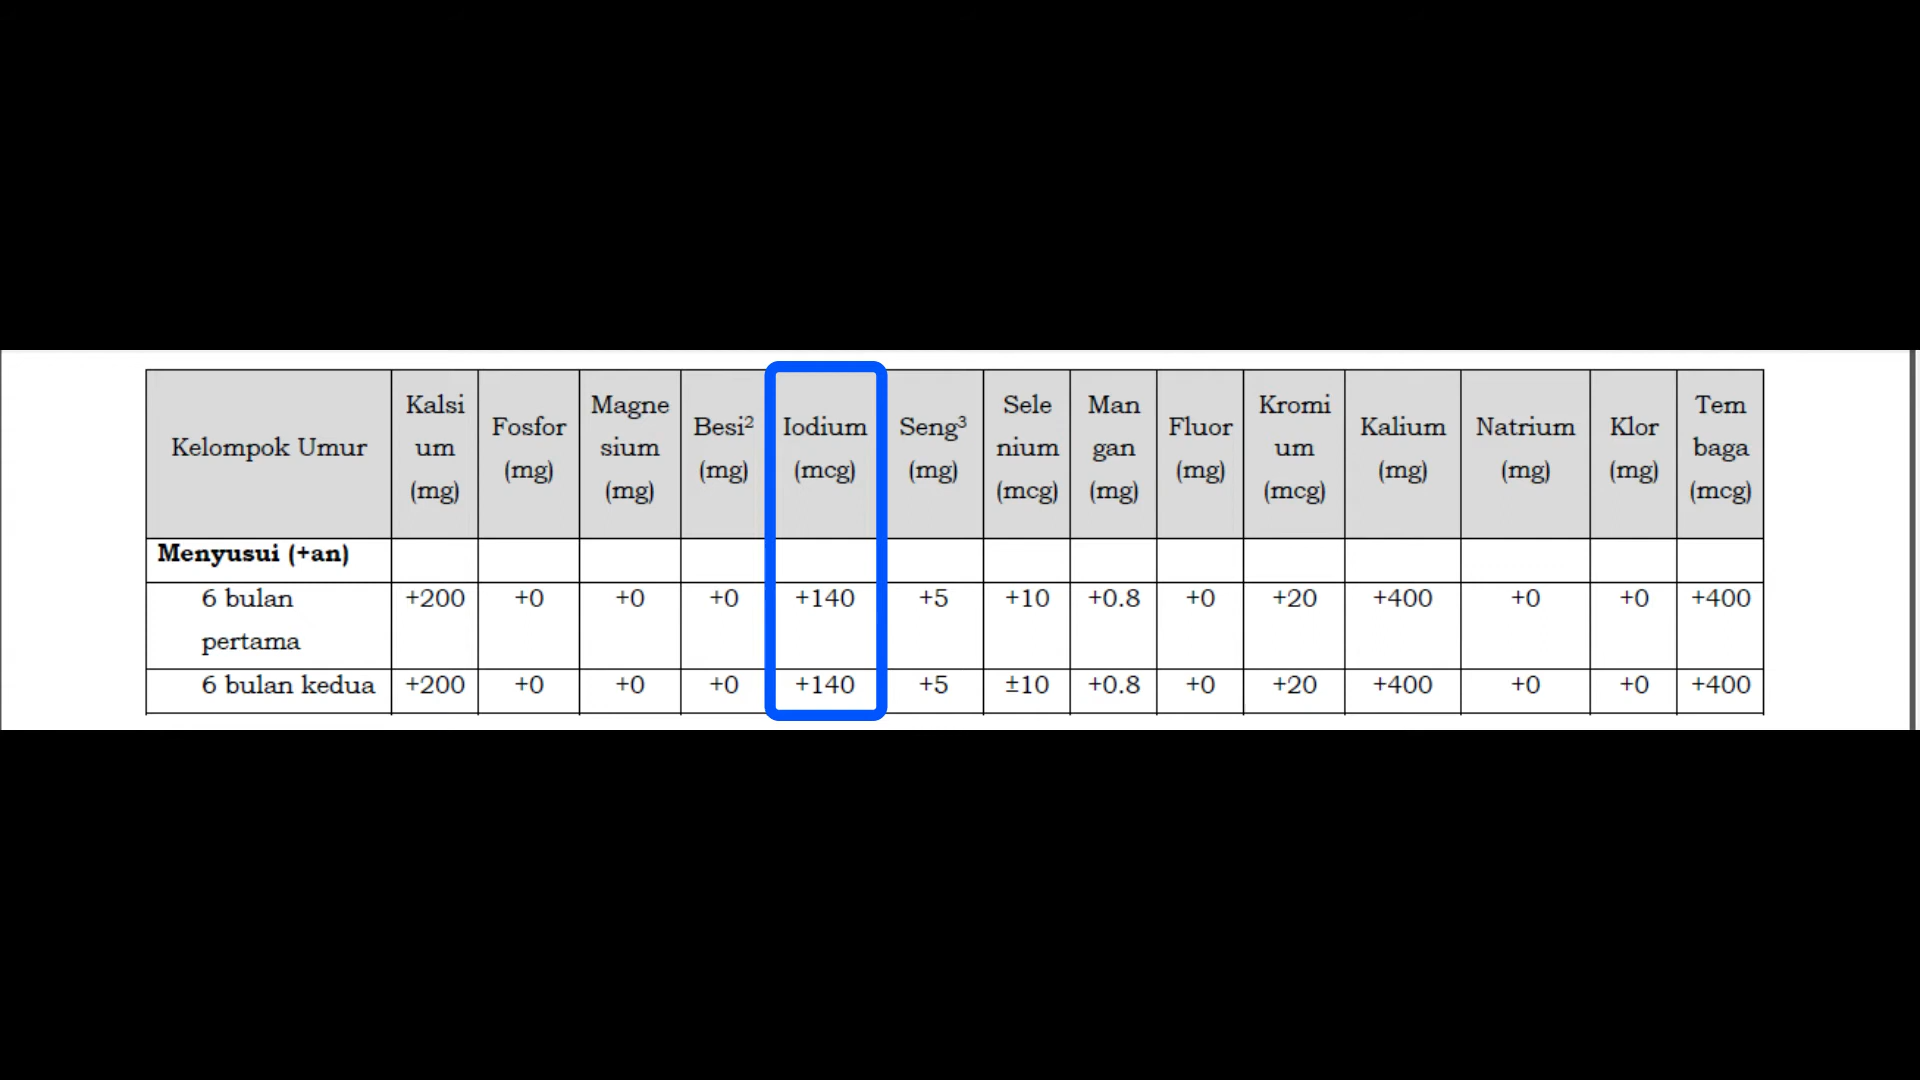 Kelompok Umur Kalsi um (mg) Fosfor (mg) Magne sium (mg) Besi² (mg) Iodium (mcg) Seng³ (mg) Sele nium (mcg) Man gan (mg) Fluor (mg) Kromi um (mcg) Kalium (mg) Natrium (mg) Klor (mg) Tem baga (mcg)
Menyusui (+an)
6 bulan pertama +200 +0 +0 +0 +140 +5 +10 +0.8 +0 +20 +400 +0 +0 +400
6 bulan kedua +200 +0 +0 +0 +140 +5 ±10 +0.8 +0 +20 +400 +0 +0 +400